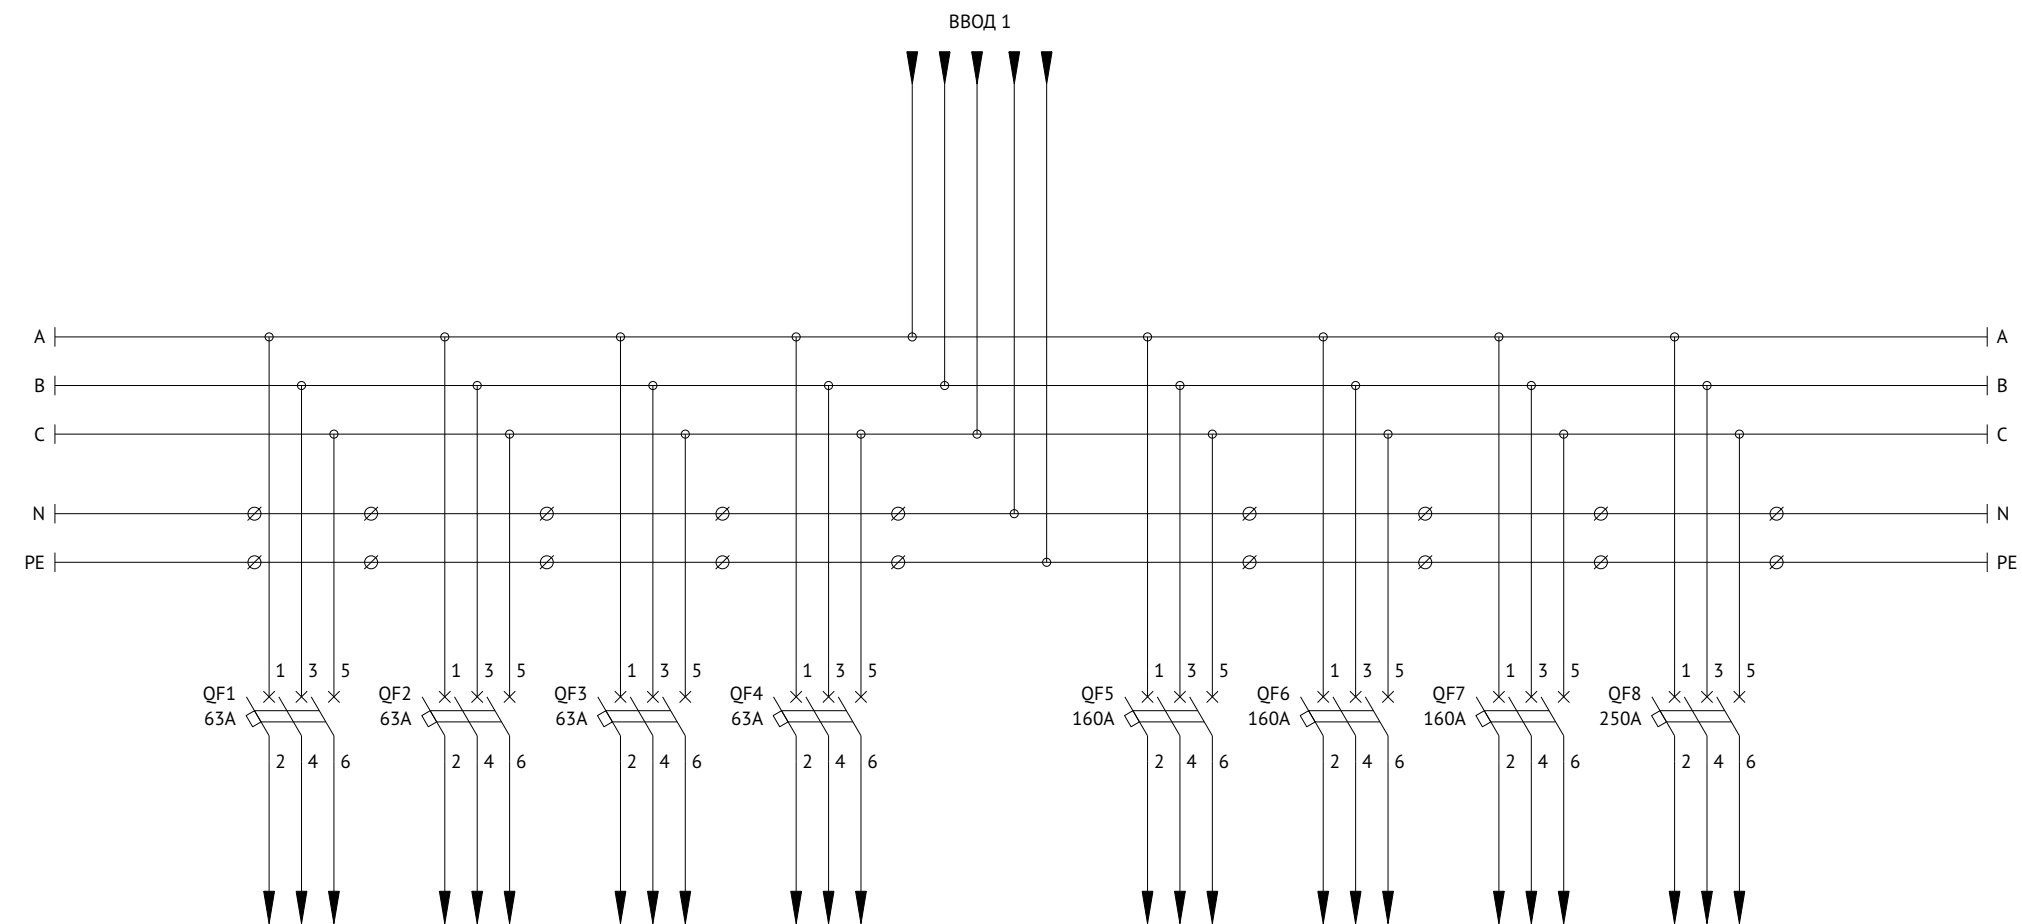 ВВОД 1
A A
B B
C C
N N
PE PE
1 3 5 1 3 5 1 3 5 1 3 5 1 3 5 1 3 5 1 3 5 1 3 5
QF1 QF2 QF3 QF4 QF5 QF6 QF7 QF8
63A 63A 63A 63A 160A 160A 160A 250A
2 4 6 2 4 6 2 4 6 2 4 6 2 4 6 2 4 6 2 4 6 2 4 6